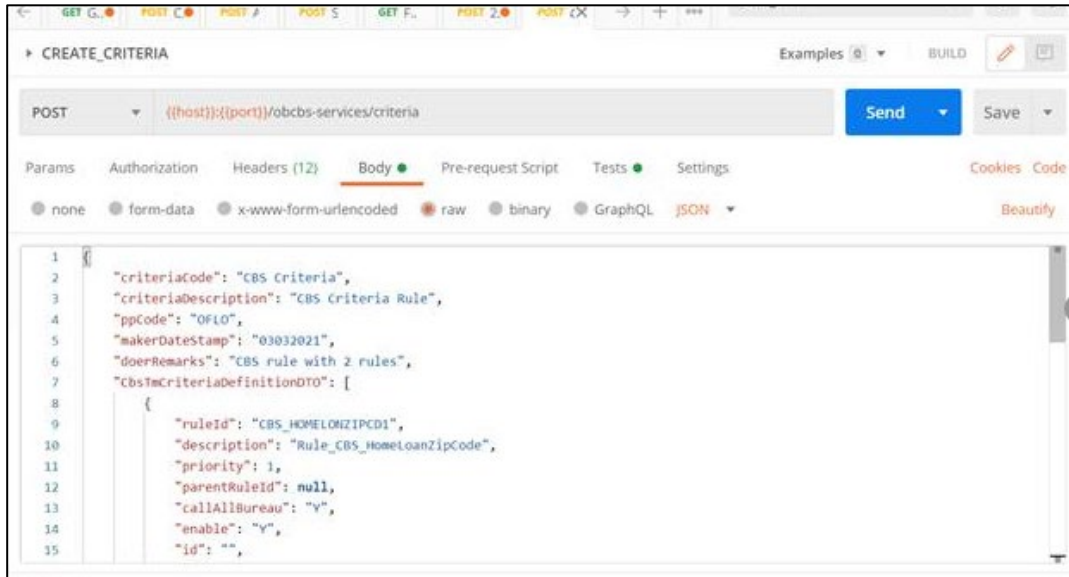 GET G.. POST C POST A POST S GET F.. POST 2. POST
CREATE_CRITERIA Examples 0 BUILD
POST {{host}}:{{port}}/obcbs-services/criteria Send Save
Params Authorization Headers (12) Body Pre-request Script Tests Settings Cookies Code
none form-data x-www-form-urlencoded raw binary GraphQL JSON Beautify
1 {
2 "criteriaCode": "CBS Criteria",
3 "criteriaDescription": "CBS Criteria Rule",
4 "ppCode": "OFLO",
5 "makerDateStamp": "03032021",
6 "doerRemarks": "CBS rule with 2 rules",
7 "CbsTmCriteriaDefinitionDTO": [
8 {
9 "ruleId": "CBS_HOMELONZIPCD1",
10 "description": "Rule_CBS_HomeLoanZipCode",
11 "priority": 1,
12 "parentRuleId": null,
13 "callAllBureau": "Y",
14 "enable": "Y",
15 "id": "",